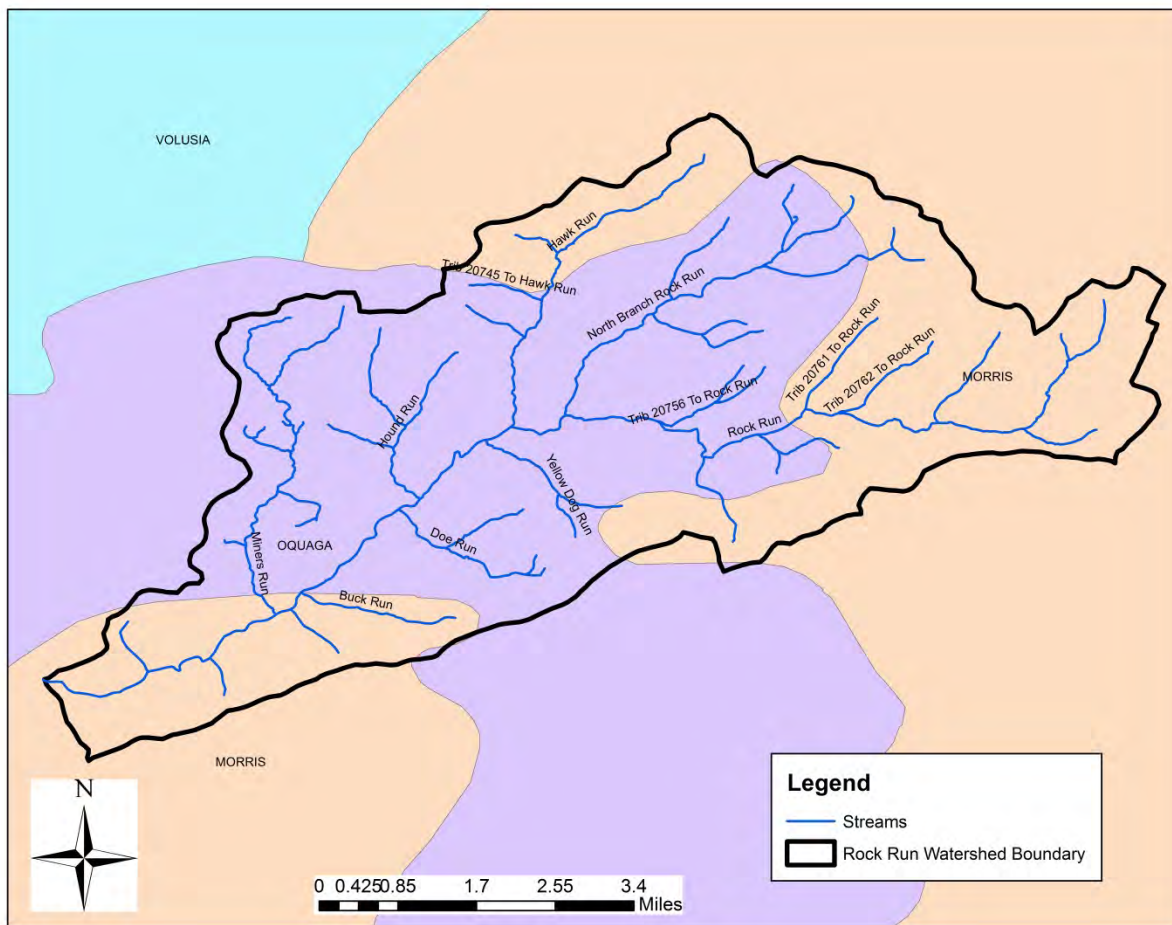 VOLUSIA
Hawk Run
Trib 20745 To Hawk Run
North Branch Rock Run
Trib 20761 To Rock Run
Trib 20762 To Rock Run
MORRIS
Trib 20756 To Rock Run
Hound Run
Rock Run
Yellow Dog Run
Doe Run
OQUAGA
Miners Run
Buck Run
MORRIS
Legend
Streams
Rock Run Watershed Boundary
N
0 0.425 0.85 1.7 2.55 3.4
Miles